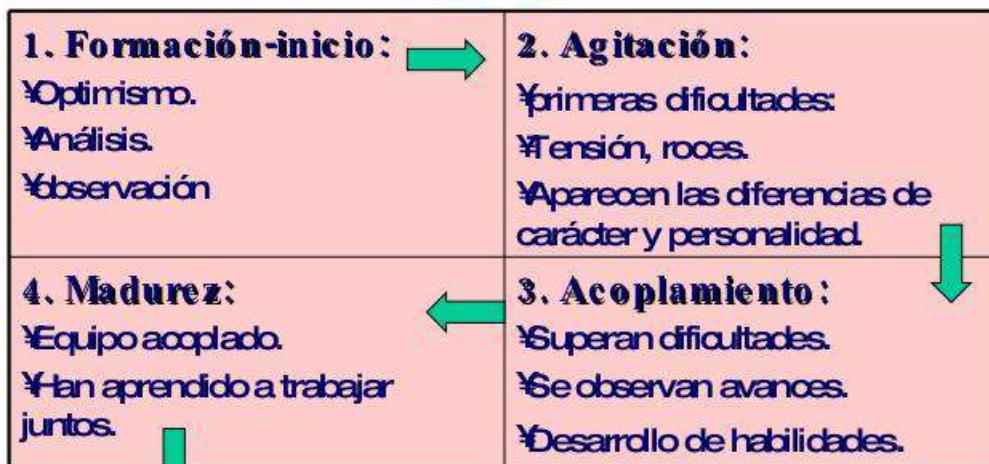 1. Formación-inicio:
¥Optimismo.
¥Análisis.
¥observación
2. Agitación:
¥primeras dificultades:
¥Tensión, roces.
¥Aparecen las diferencias de
carácter y personalidad.
4. Madurez:
¥Equipo acoplado.
¥Han aprendido a trabajar
juntos.
3. Acoplamiento:
¥Superan dificultades.
¥Se observan avances.
¥Desarrollo de habilidades.